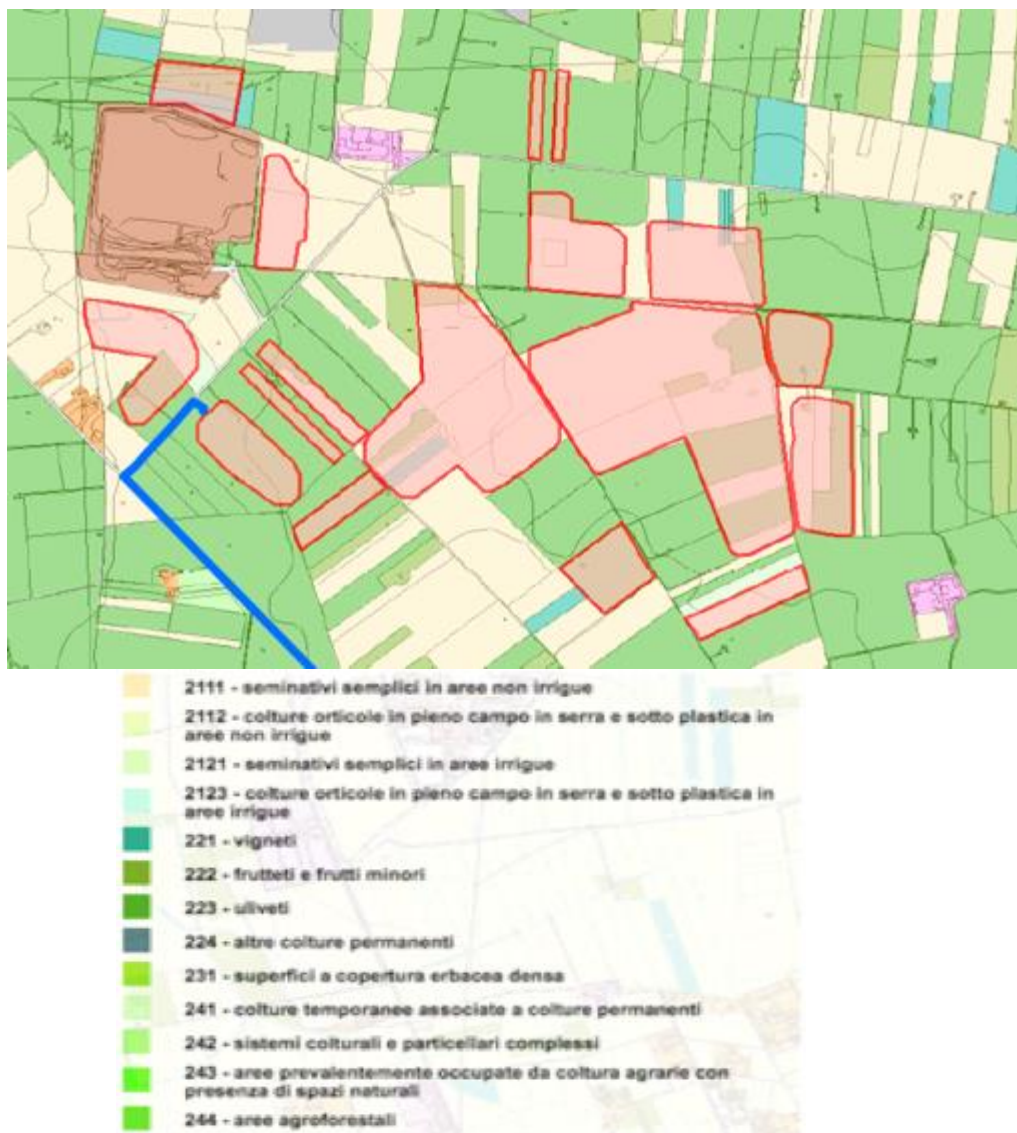 2111 - seminativi semplici in aree non irrigue
2112 - colture orticole in pieno campo in serra e sotto plastica in
aree non irrigue
2121 - seminativi semplici in aree irrigue
2123 - colture orticole in pieno campo in serra e sotto plastica in
aree irrigue
221 - vigneti
222 - frutteti e frutti minori
223 - uliveti
224 - altre colture permanenti
231 - superfici a copertura erbacea densa
241 - colture temporanee associate a colture permanenti
242 - sistemi colturali e particellari complessi
243 - aree prevalentemente occupate da coltura agrarie con
presenza di spazi naturali
244 - aree agroforestali